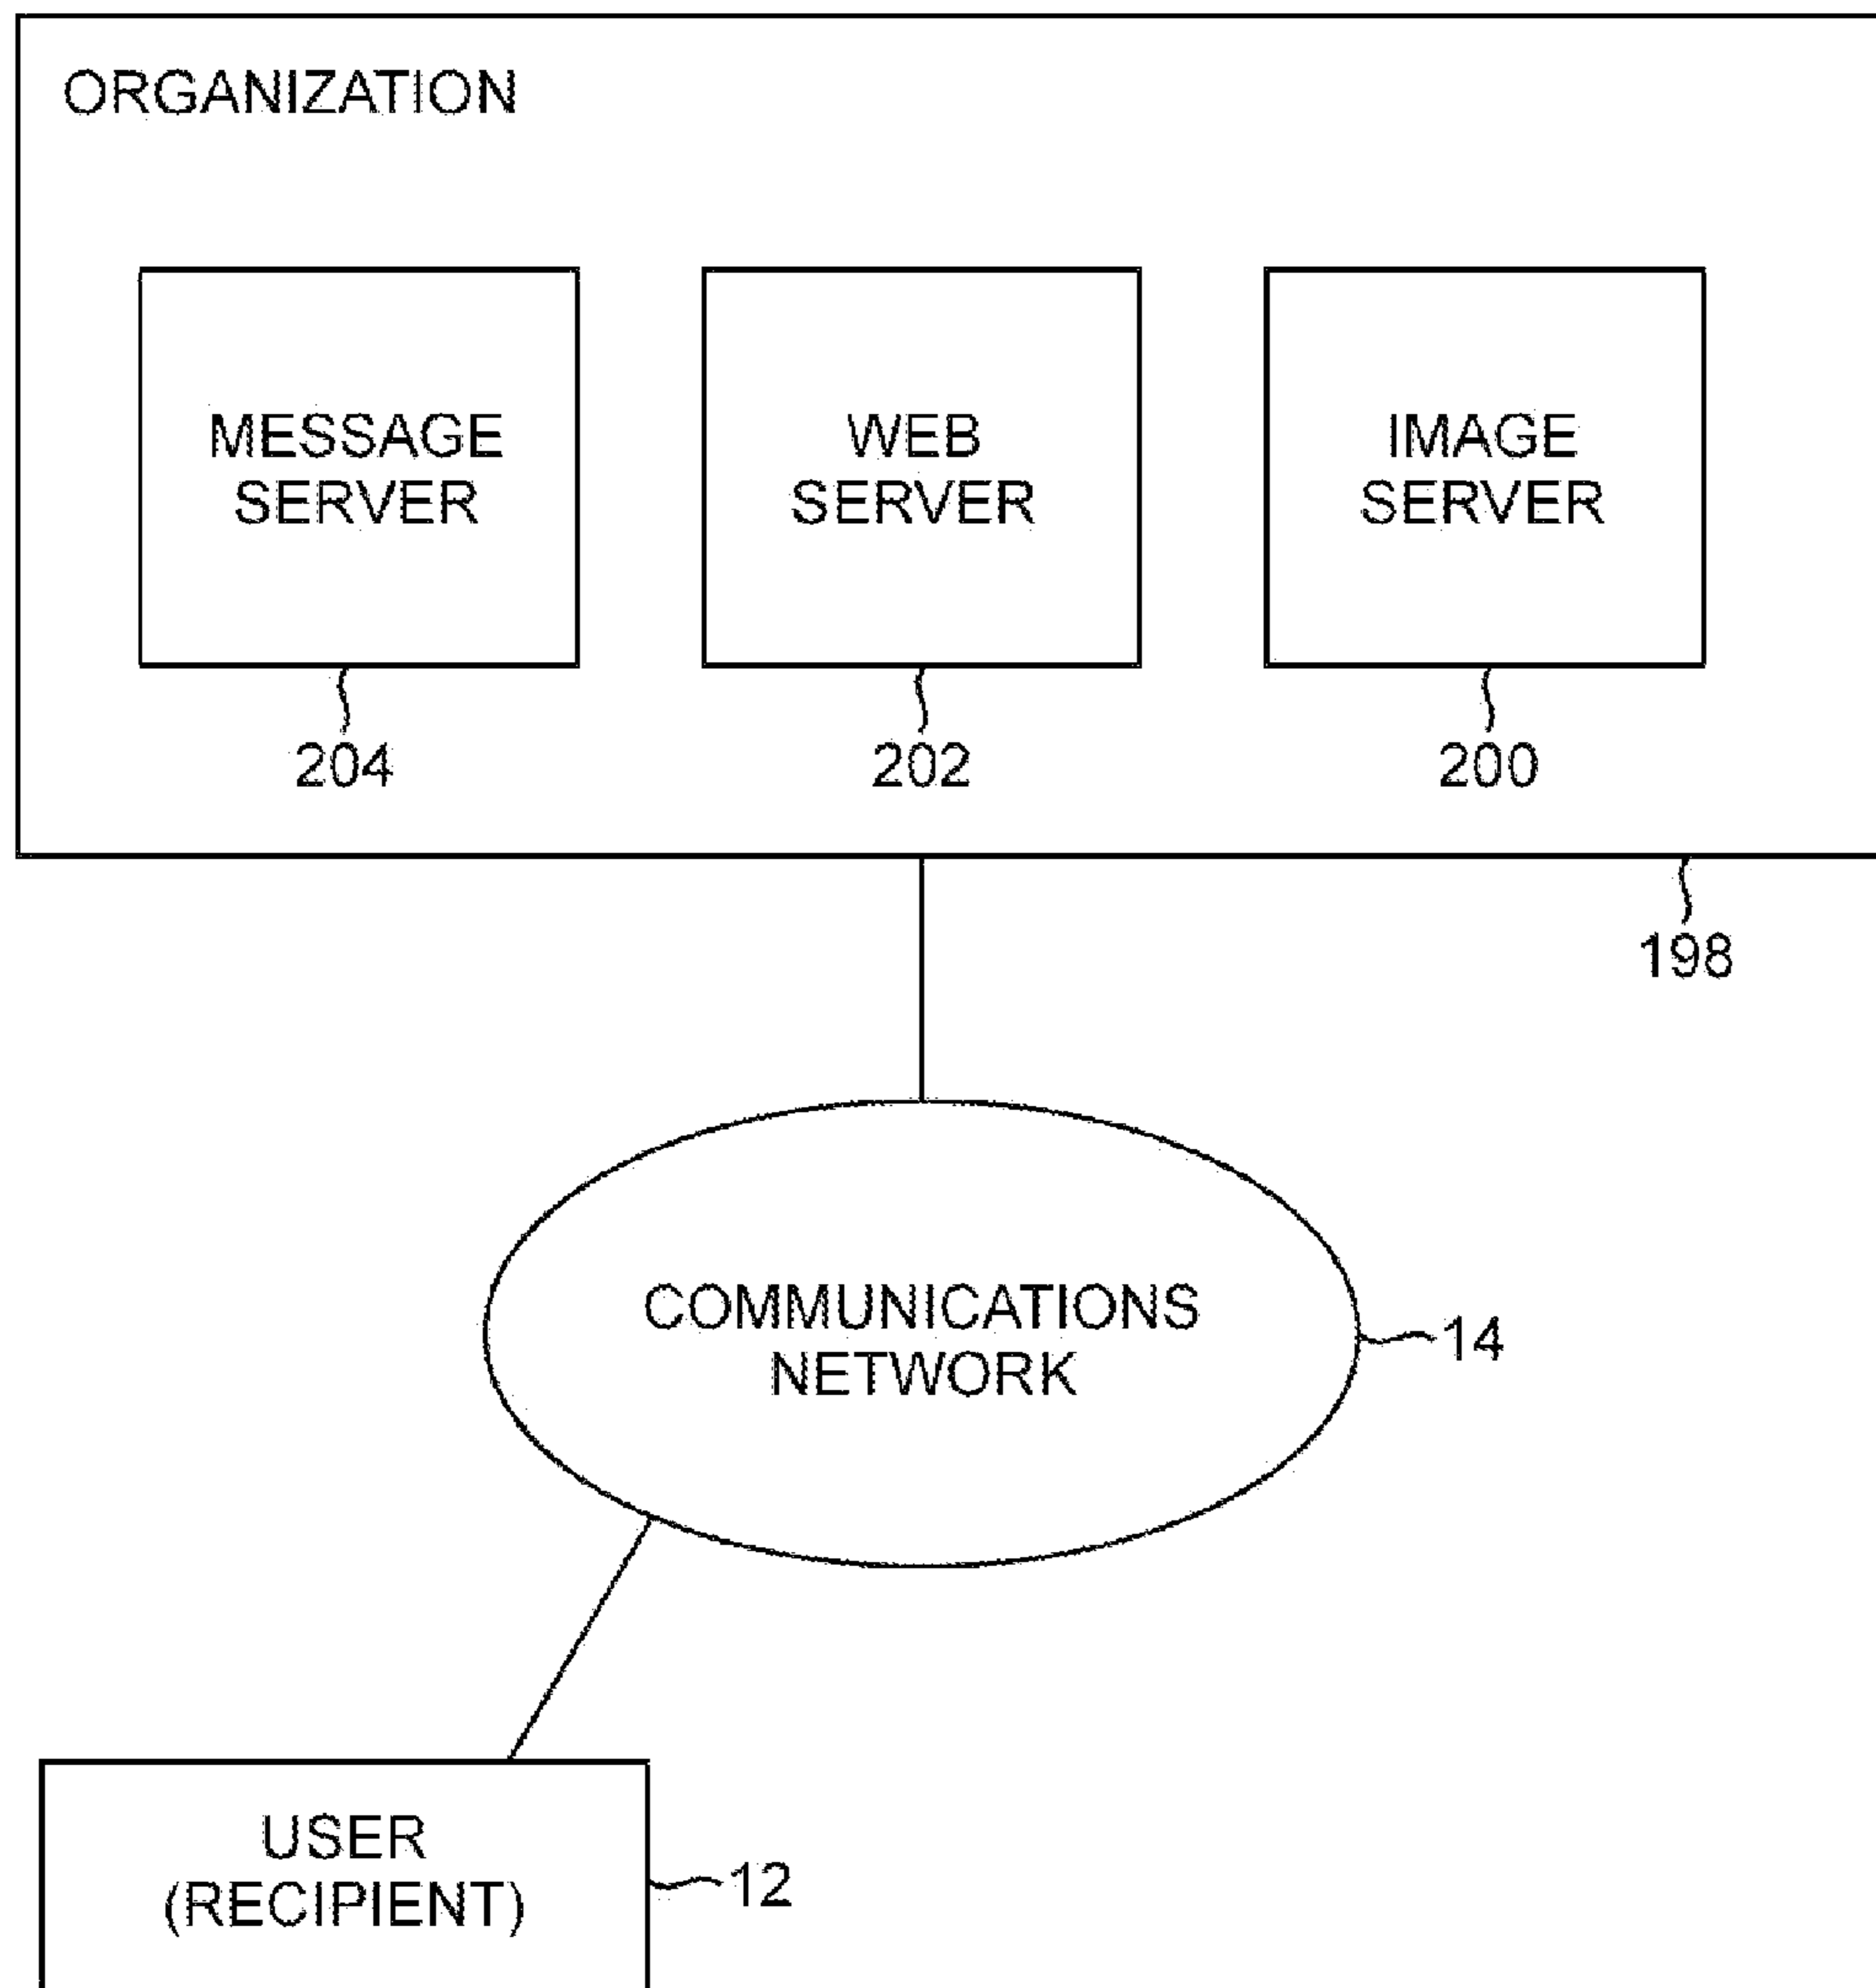 ORGANIZATION
MESSAGE
SERVER
WEB
SERVER
IMAGE
SERVER
204
202
200
198
COMMUNICATIONS
NETWORK
14
USER
(RECIPIENT)
12